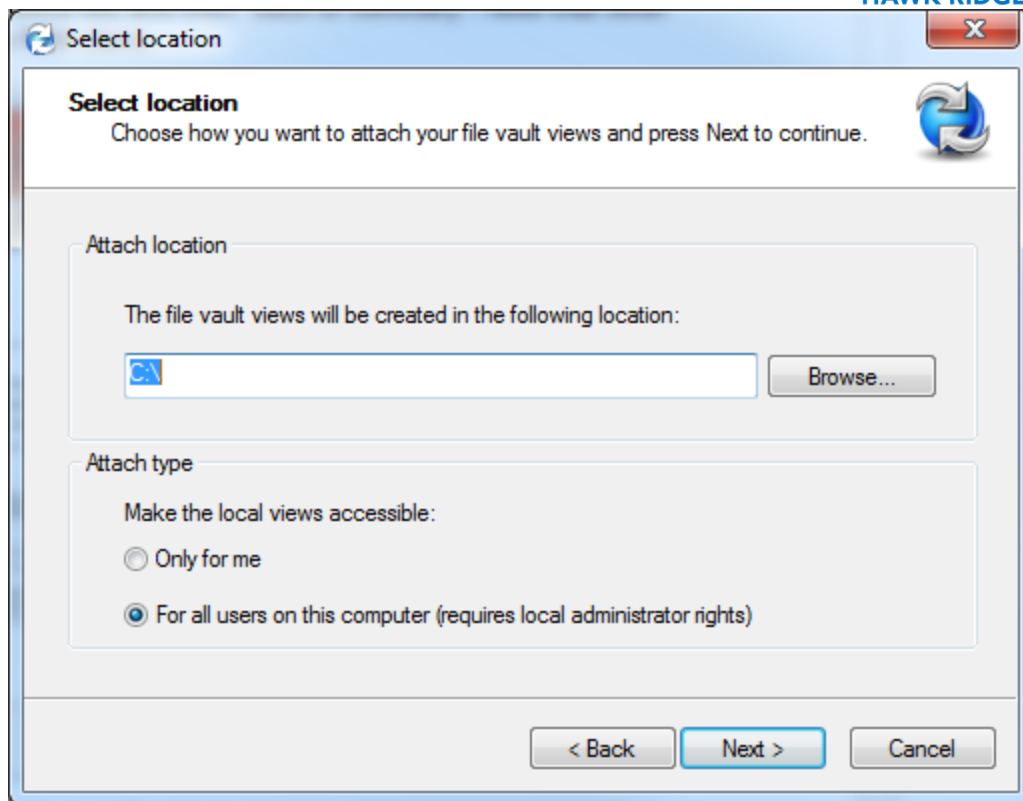 HAWK RIDGE
Select location
Select location
Choose how you want to attach your file vault views and press Next to continue.
Attach location
The file vault views will be created in the following location:
C:\
Browse...
Attach type
Make the local views accessible:
Only for me
For all users on this computer (requires local administrator rights)
< Back
Next >
Cancel